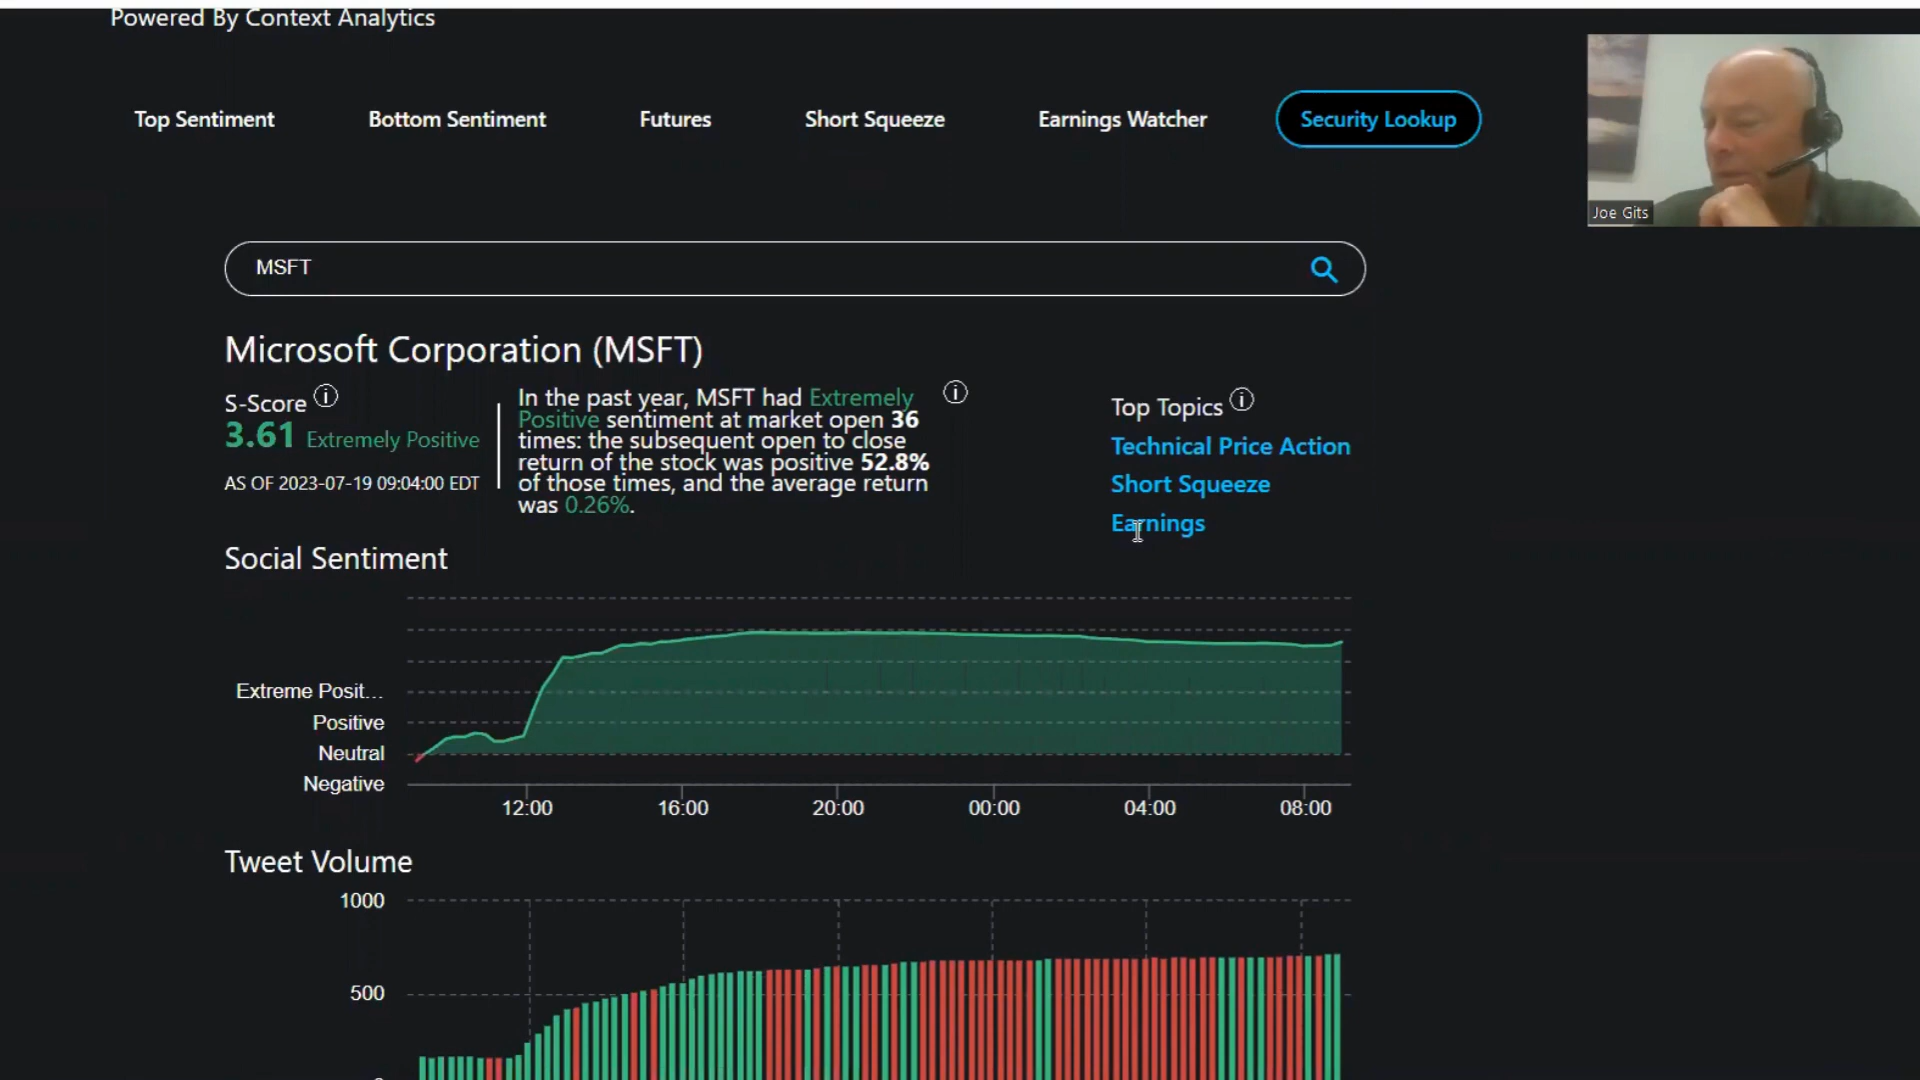 Powered By Context Analytics
Top Sentiment Bottom Sentiment Futures Short Squeeze Earnings Watcher Security Lookup
Joe Gits
MSFT
Microsoft Corporation (MSFT)
S-Score
3.61 Extremely Positive
AS OF 2023-07-19 09:04:00 EDT
In the past year, MSFT had Extremely
Positive sentiment at market open 36
times: the subsequent open to close
return of the stock was positive 52.8%
of those times, and the average return
was 0.26%.
Top Topics
Technical Price Action
Short Squeeze
Earnings
Social Sentiment
Extreme Posit...
Positive
Neutral
Negative
12:00 16:00 20:00 00:00 04:00 08:00
Tweet Volume
1000
500